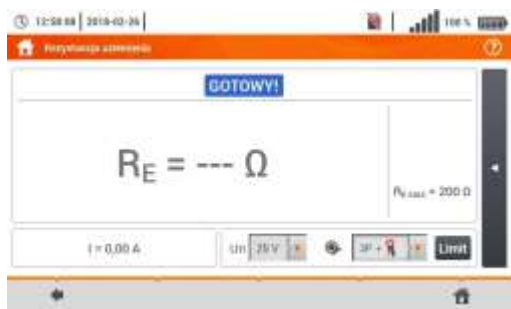 12:58:08 2018-02-26 100 %
Rezystancja uziemienia
GOTOWY!
RE = --- Ω
RE MAX = 200 Ω
I = 0,00 A
Un 25 V 3P + Limit